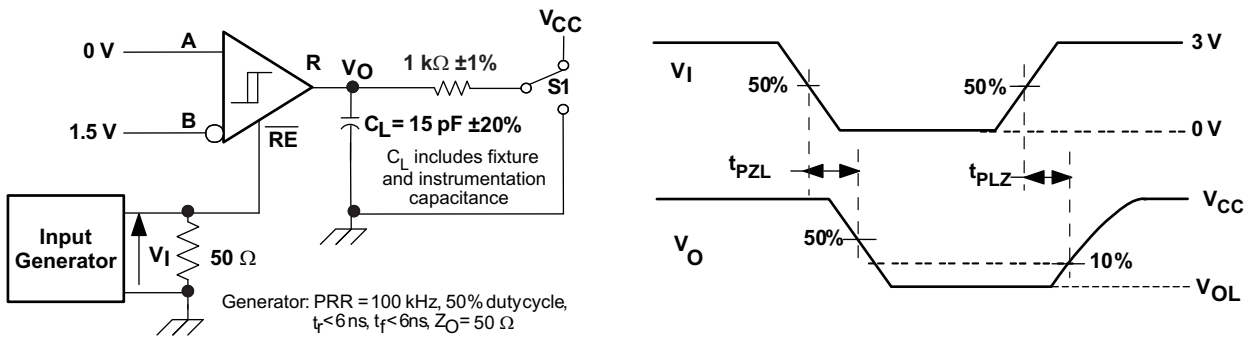 0 V
A
1.5 V
B
R
RE
V_O
1 kΩ ±1%
V_CC
S1
C_L = 15 pF ±20%
C_L includes fixture
and instrumentation
capacitance
Input
Generator
V_I
50 Ω
Generator: PRR = 100 kHz, 50% duty cycle,
t_r < 6 ns, t_f < 6 ns, Z_O = 50 Ω
V_I
50%
50%
3 V
0 V
t_PZL
t_PLZ
V_CC
V_O
50%
10%
V_OL